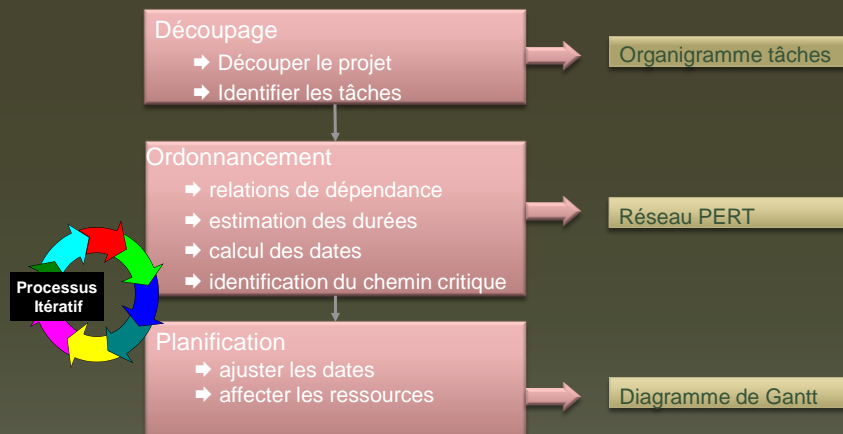 Découpage
Découper le projet
Identifier les tâches
Organigramme tâches
Ordonnancement
relations de dépendance
estimation des durées
calcul des dates
identification du chemin critique
Réseau PERT
Processus
Itératif
Planification
ajuster les dates
affecter les ressources
Diagramme de Gantt